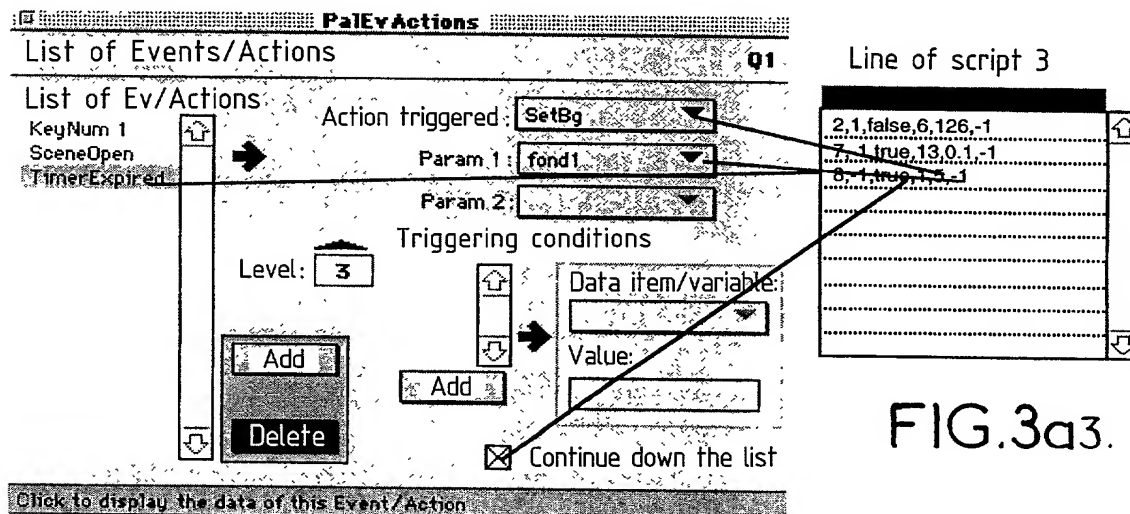 PalEvActions
List of Events/Actions
Q1
List of Ev/Actions
KeyNum 1
SceneOpen
TimerExpired
Action triggered : SetBg
Param 1 : fond1
Param 2 :
Triggering conditions
Level: 3
Data item/variable:
Value:
Add
Delete
Add
Continue down the list
Click to display the data of this Event/Action
Line of script 3
2,1,false,6,126,-1
7,-1,true,13,0.1,-1
8,-1,true,1,5,-1
FIG.3a3.